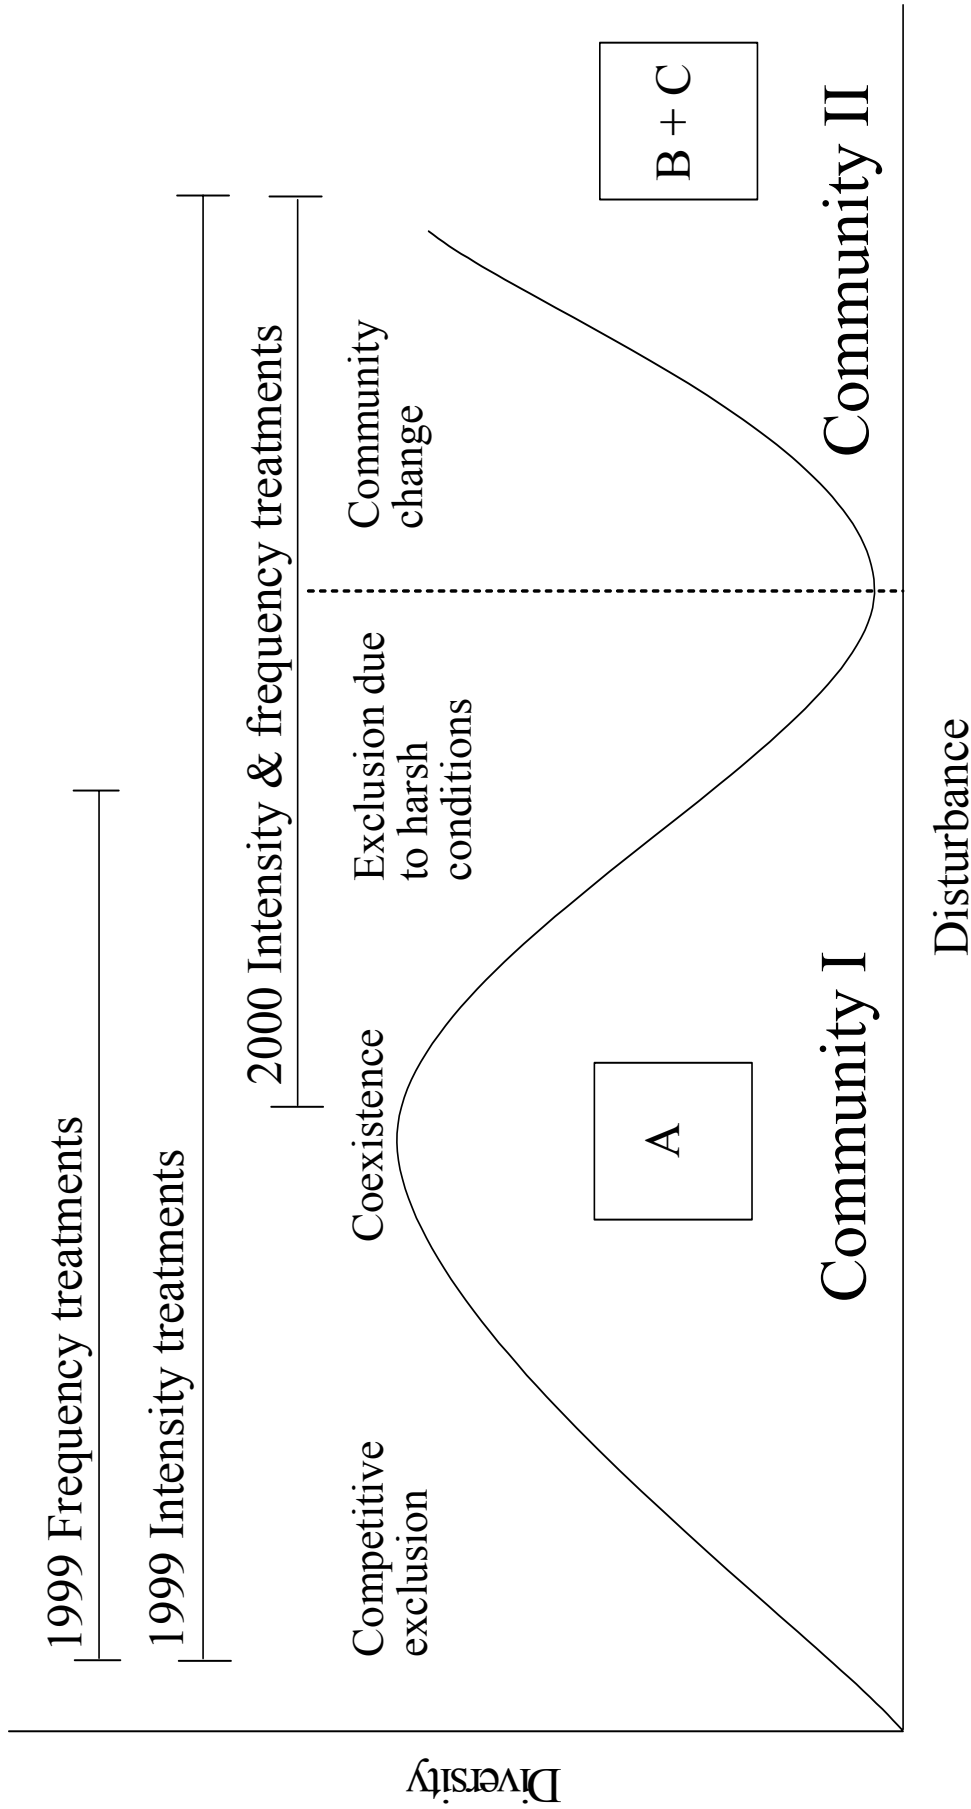 1999 Frequency treatments
1999 Intensity treatments
2000 Intensity & frequency treatments
Competitive
exclusion
Coexistence
Exclusion due
to harsh
conditions
Community
change
A
B + C
Community I
Community II
Diversity
Disturbance